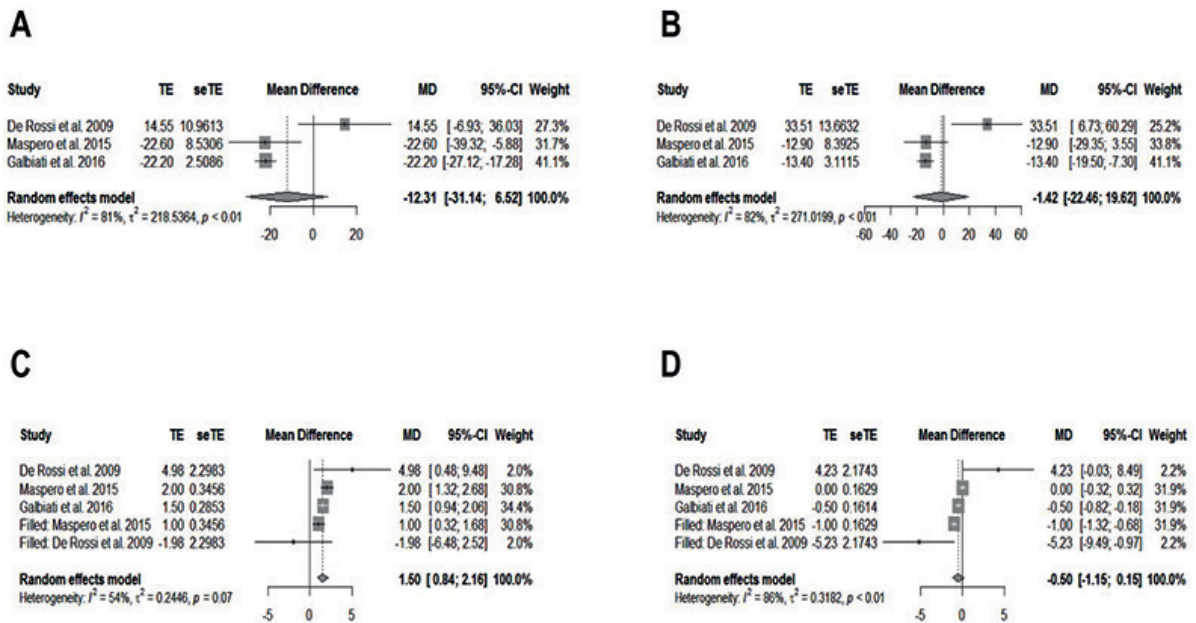 A
Study TE seTE Mean Difference MD 95%-CI Weight
De Rossi et al. 2009 14.55 10.9613 14.55 [-6.93; 36.03] 27.3%
Maspero et al. 2015 -22.60 8.5306 -22.60 [-39.32; -5.88] 31.7%
Galbiati et al. 2016 -22.20 2.5086 -22.20 [-27.12; -17.28] 41.1%
Random effects model -12.31 [-31.14; 6.52] 100.0%
Heterogeneity: I² = 81%, τ² = 218.5364, p < 0.01
-20 0 20
B
Study TE seTE Mean Difference MD 95%-CI Weight
De Rossi et al. 2009 33.51 13.6632 33.51 [ 6.73; 60.29] 25.2%
Maspero et al. 2015 -12.90 8.3925 -12.90 [-29.35; 3.55] 33.8%
Galbiati et al. 2016 -13.40 3.1115 -13.40 [-19.50; -7.30] 41.1%
Random effects model -1.42 [-22.46; 19.62] 100.0%
Heterogeneity: I² = 82%, τ² = 271.0199, p < 0.01
-60 -40 -20 0 20 40 60
C
Study TE seTE Mean Difference MD 95%-CI Weight
De Rossi et al. 2009 4.98 2.2983 4.98 [ 0.48; 9.48] 2.0%
Maspero et al. 2015 2.00 0.3456 2.00 [ 1.32; 2.68] 30.8%
Galbiati et al. 2016 1.50 0.2853 1.50 [ 0.94; 2.06] 34.4%
Filled: Maspero et al. 2015 1.00 0.3456 1.00 [ 0.32; 1.68] 30.8%
Filled: De Rossi et al. 2009 -1.98 2.2983 -1.98 [-6.48; 2.52] 2.0%
Random effects model 1.50 [ 0.84; 2.16] 100.0%
Heterogeneity: I² = 54%, τ² = 0.2446, p = 0.07
-5 0 5
D
Study TE seTE Mean Difference MD 95%-CI Weight
De Rossi et al. 2009 4.23 2.1743 4.23 [-0.03; 8.49] 2.2%
Maspero et al. 2015 0.00 0.1629 0.00 [-0.32; 0.32] 31.9%
Galbiati et al. 2016 -0.50 0.1614 -0.50 [-0.82; -0.18] 31.9%
Filled: Maspero et al. 2015 -1.00 0.1629 -1.00 [-1.32; -0.68] 31.9%
Filled: De Rossi et al. 2009 -5.23 2.1743 -5.23 [-9.49; -0.97] 2.2%
Random effects model -0.50 [-1.15; 0.15] 100.0%
Heterogeneity: I² = 86%, τ² = 0.3182, p < 0.01
-5 0 5